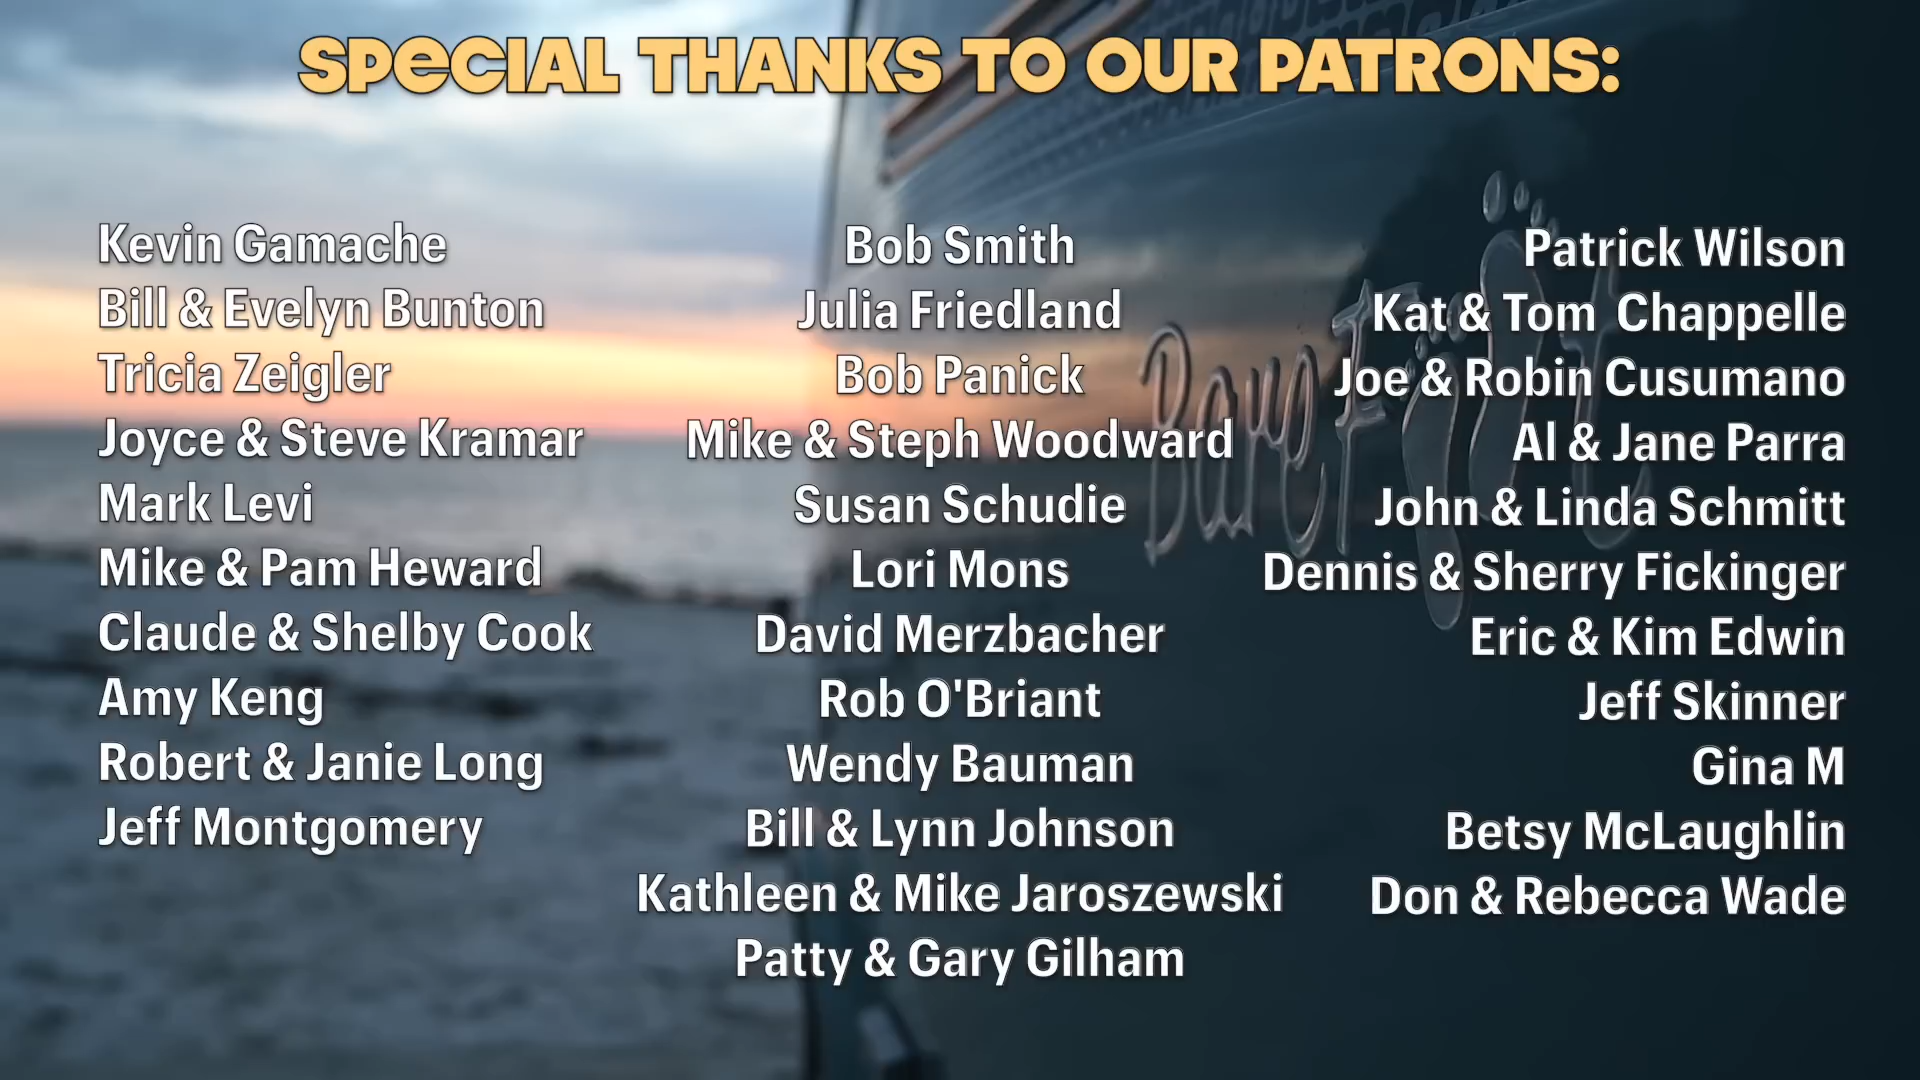 SPECIAL THANKS TO OUR PATRONS:
Kevin Gamache
Bill & Evelyn Bunton
Tricia Zeigler
Joyce & Steve Kramar
Mark Levi
Mike & Pam Heward
Claude & Shelby Cook
Amy Keng
Robert & Janie Long
Jeff Montgomery
Bob Smith
Julia Friedland
Bob Panick
Mike & Steph Woodward
Susan Schudie
Lori Mons
David Merzbacher
Rob O'Briant
Wendy Bauman
Bill & Lynn Johnson
Kathleen & Mike Jaroszewski
Patty & Gary Gilham
Patrick Wilson
Kat & Tom Chappelle
Joe & Robin Cusumano
Al & Jane Parra
John & Linda Schmitt
Dennis & Sherry Fickinger
Eric & Kim Edwin
Jeff Skinner
Gina M
Betsy McLaughlin
Don & Rebecca Wade
Barefoot